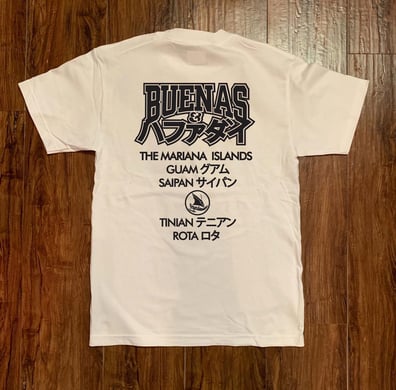 BUENAS
&
ハファダイ
THE MARIANA ISLANDS
GUAM グアム
SAIPAN サイパン
TINIAN テニアン
ROTA ロタ